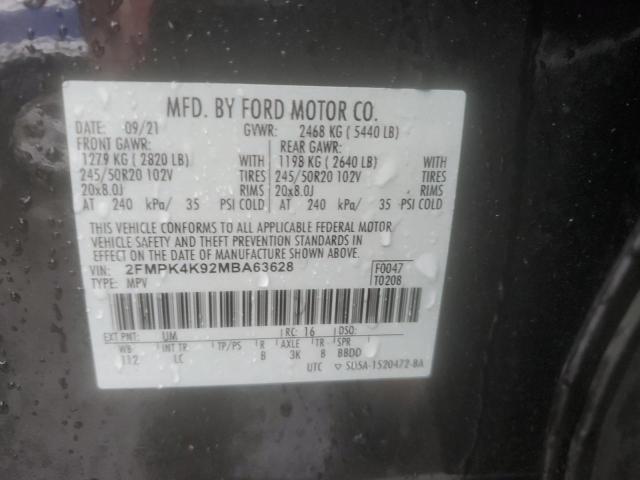 MFD. BY FORD MOTOR CO.
DATE: 09/21 GVWR: 2468 KG ( 5440 LB)
FRONT GAWR: REAR GAWR:
1279 KG ( 2820 LB) WITH 1198 KG ( 2640 LB) WITH
245/50R20 102V TIRES 245/50R20 102V TIRES
20x8.0J RIMS 20x8.0J RIMS
AT 240 kPa/ 35 PSI COLD AT 240 kPa/ 35 PSI COLD
THIS VEHICLE CONFORMS TO ALL APPLICABLE FEDERAL MOTOR
VEHICLE SAFETY AND THEFT PREVENTION STANDARDS IN
EFFECT ON THE DATE OF MANUFACTURE SHOWN ABOVE.
VIN: 2FMPK4K92MBA63628 F0047
TYPE: MPV T0208
EXT PNT: UM RC: 16 DSO:
WB INT TR TP/PS R AXLE TR SPR
112 LC B 3K B BBDD
UTC SU5A-1520472-BA